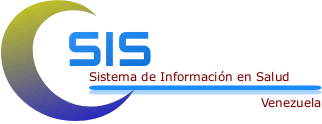 SIS
Sistema de Información en Salud
Venezuela